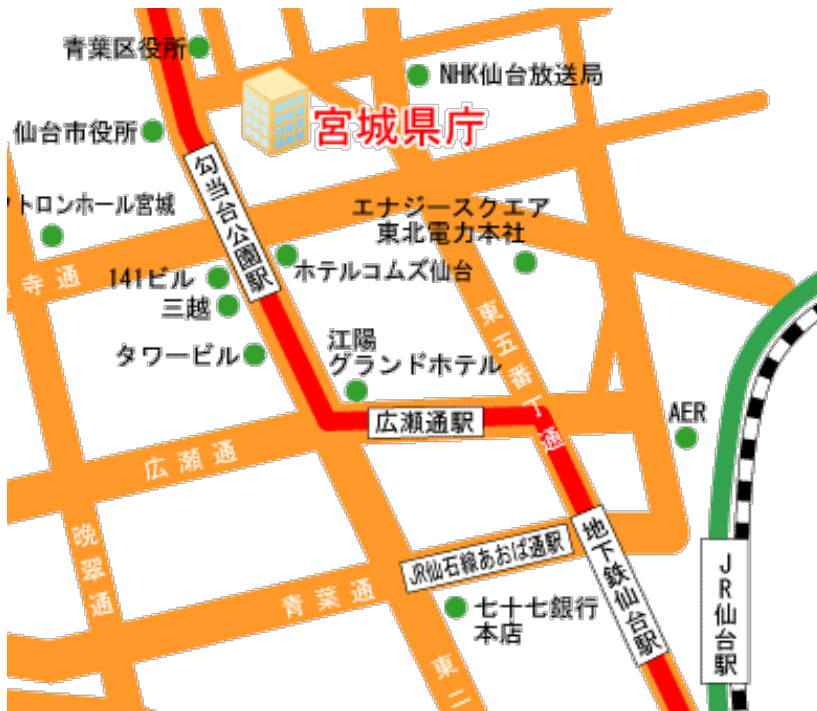 青葉区役所
NHK仙台放送局
宮城県庁
仙台市役所
勾当台公園駅
トロンホール宮城
エナジースクエア
東北電力本社
寺通
141ビル
ホテルコムズ仙台
三越
東五番丁通
タワービル
江陽
グランドホテル
広瀬通駅
AER
広瀬通
晩翠通
JR仙石線あおば通駅
地下鉄仙台駅
JR仙台駅
青葉通
七十七銀行
本店
東二